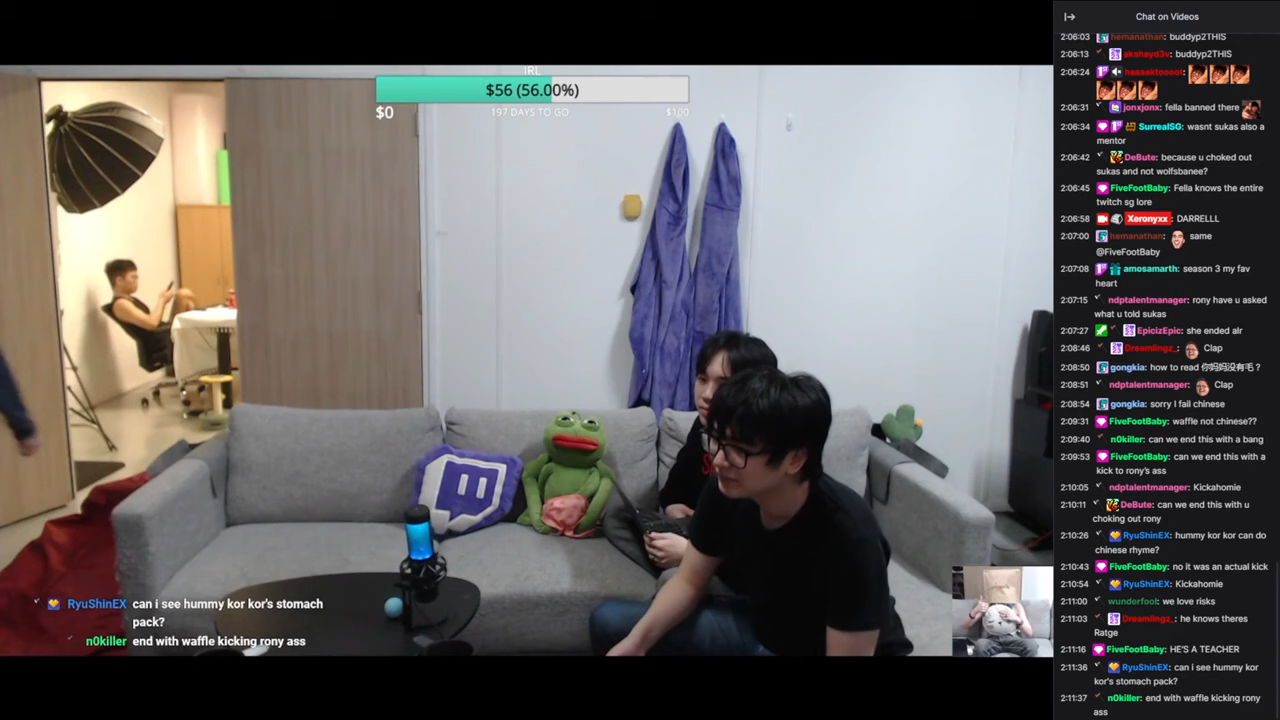 IRL
$56 (56.00%)
$0
197 DAYS TO GO
$100
RyuShinEX can i see hummy kor kor's stomach
pack?
n0killer end with waffle kicking rony ass
Chat on Videos
2:06:03 hemanathan: buddyp2THIS
2:06:13 akshayd3v: buddyp2THIS
2:06:24 haaaaktoooot:
2:06:31 jonxjonx: fella banned there
2:06:34 SurrealSG: wasnt sukas also a
mentor
2:06:42 DeBute: because u choked out
sukas and not wolfsbanee?
2:06:45 FiveFootBaby: Fella knows the entire
twitch sg lore
2:06:58 Xeronyxx: DARRELLL
2:07:00 hemanathan: same
@FiveFootBaby
2:07:08 amosamarth: season 3 my fav
heart
2:07:15 ndptalentmanager: rony have u asked
what u told sukas
2:07:27 EpicizEpic: she ended alr
2:08:46 Dreamlingz_: Clap
2:08:50 gongkia: how to read 你妈妈没有毛？
2:08:51 ndptalentmanager: Clap
2:08:54 gongkia: sorry I fail chinese
2:09:31 FiveFootBaby: waffle not chinese??
2:09:40 n0killer: can we end this with a bang
2:09:53 FiveFootBaby: can we end this with a
kick to rony's ass
2:10:05 ndptalentmanager: Kickahomie
2:10:11 DeBute: can we end this with u
choking out rony
2:10:26 RyuShinEX: hummy kor kor can do
chinese rhyme?
2:10:43 FiveFootBaby: no it was an actual kick
2:10:54 RyuShinEX: Kickahomie
2:11:00 wunderfool: we love risks
2:11:03 Dreamlingz_: he knows theres
Ratge
2:11:16 FiveFootBaby: HE'S A TEACHER
2:11:36 RyuShinEX: can i see hummy kor
kor's stomach pack?
2:11:37 n0killer: end with waffle kicking rony
ass